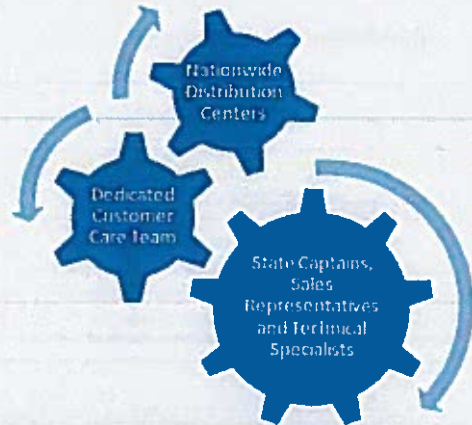 Nationwide
Distribution
Centers
Dedicated
Customer
Care Team
State Captains,
Sales
Representatives
and Technical
Specialists